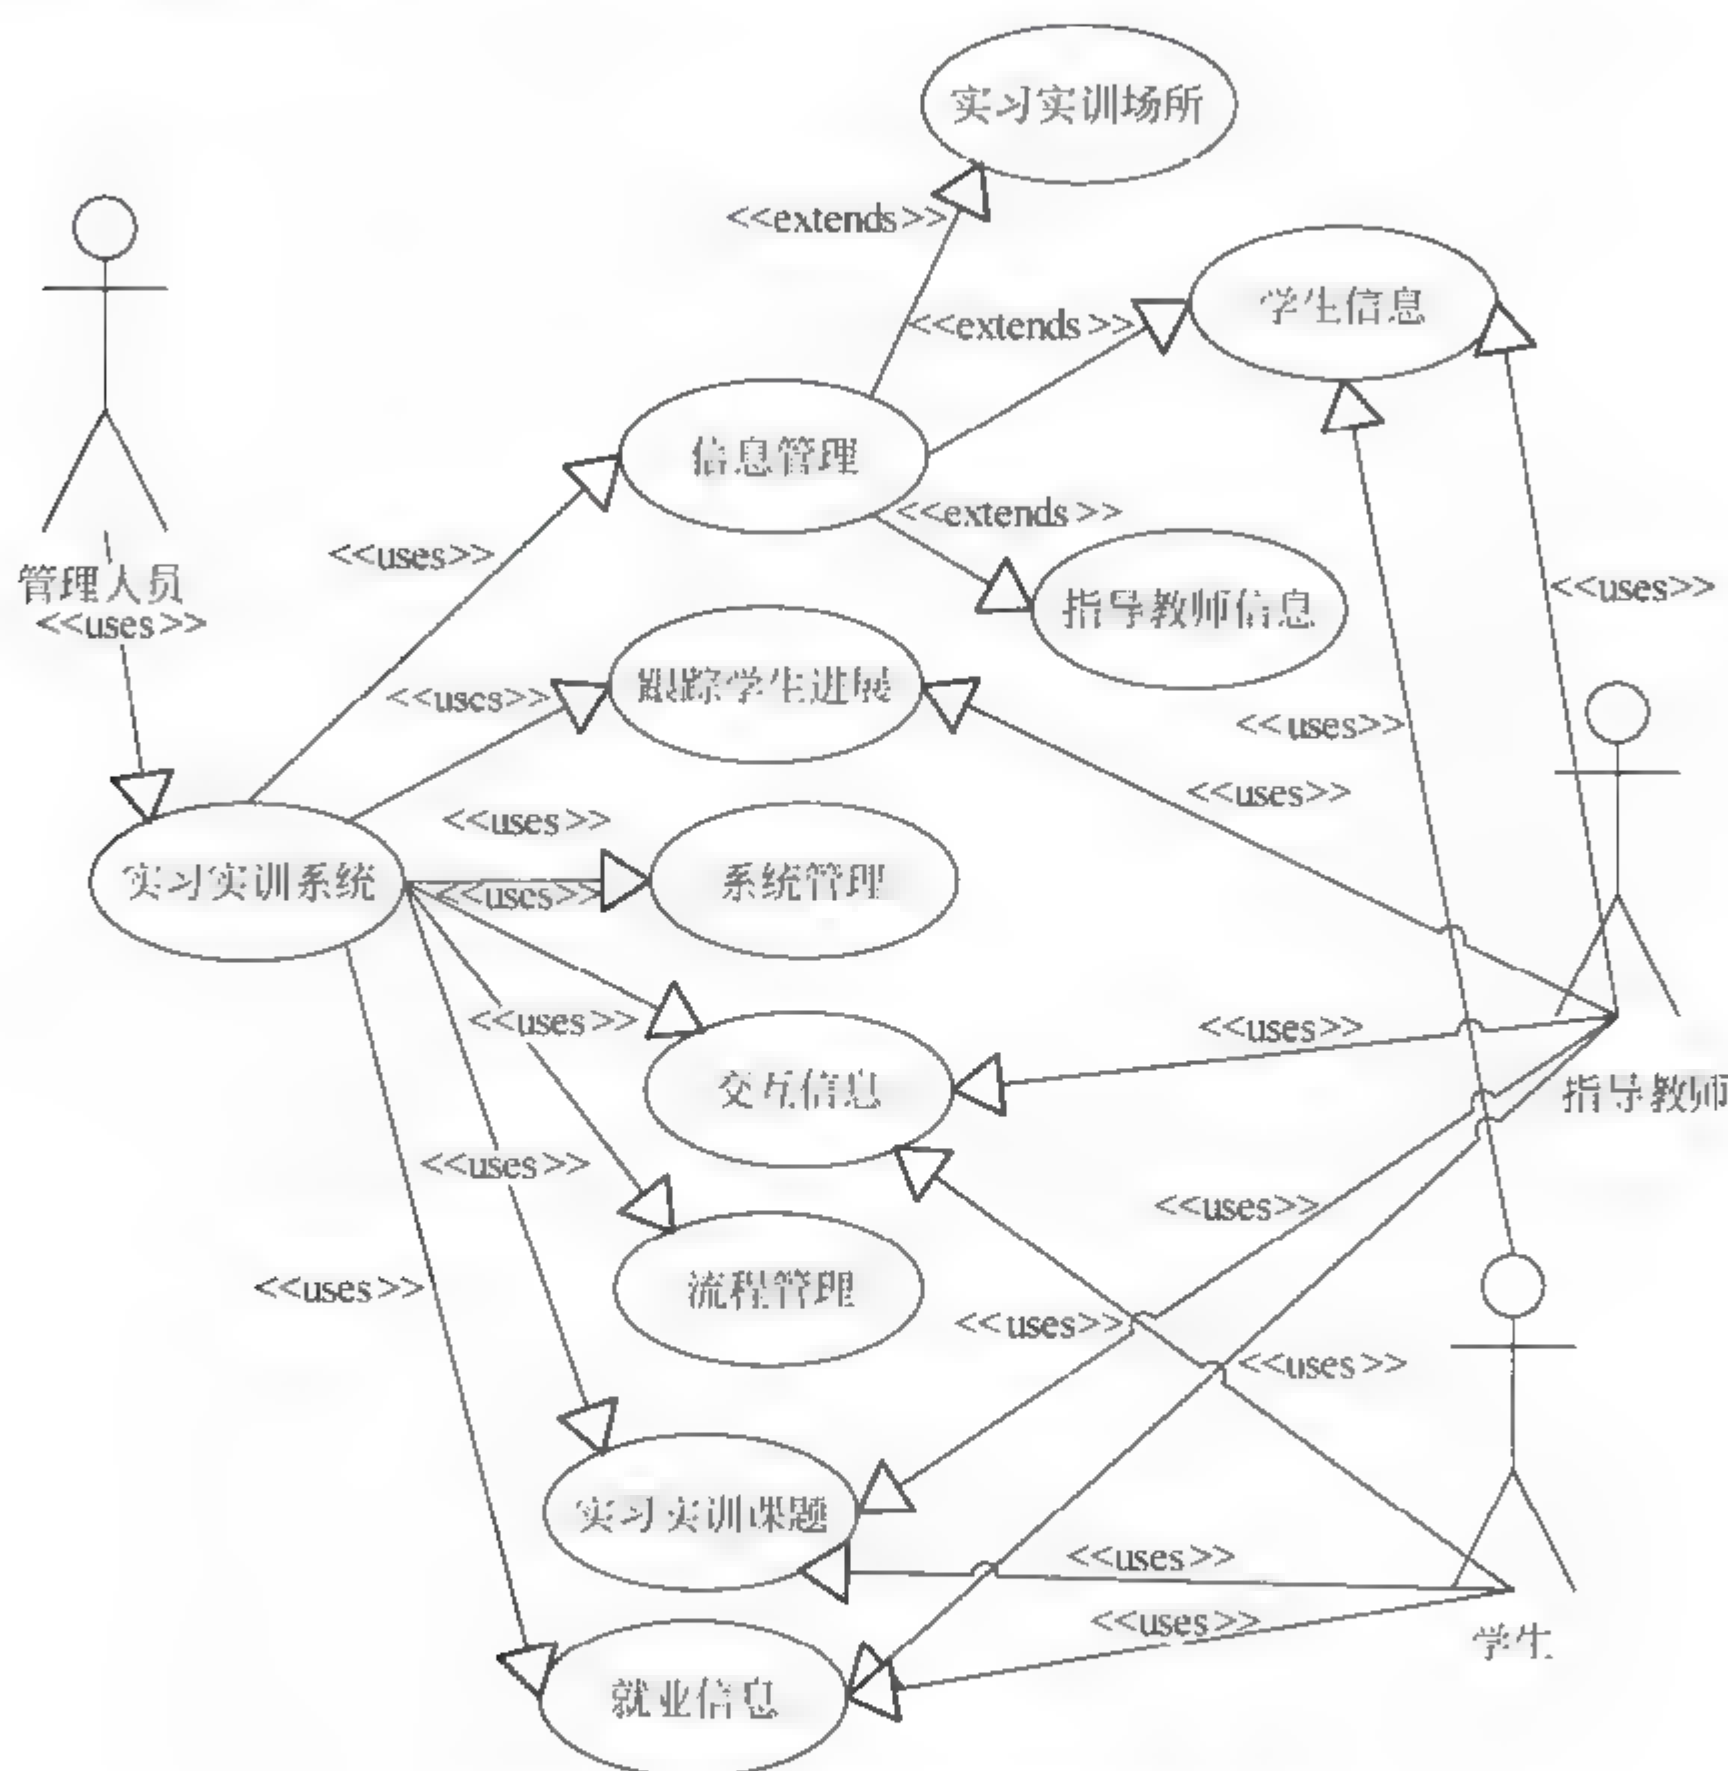 实习实训场所
<<extends>>
学生信息
<<extends>>
信息管理
<<extends>>
<<uses>>
管理人员
<<uses>>
<<uses>>
指导教师信息
跟踪学生进展
<<uses>>
<<uses>>
<<uses>>
<<uses>>
实习实训系统
系统管理
<<uses>>
<<uses>>
<<uses>>
交互信息
指导教师
<<uses>>
<<uses>>
流程管理
<<uses>>
<<uses>>
<<uses>>
实习实训课题
<<uses>>
<<uses>>
学生
就业信息